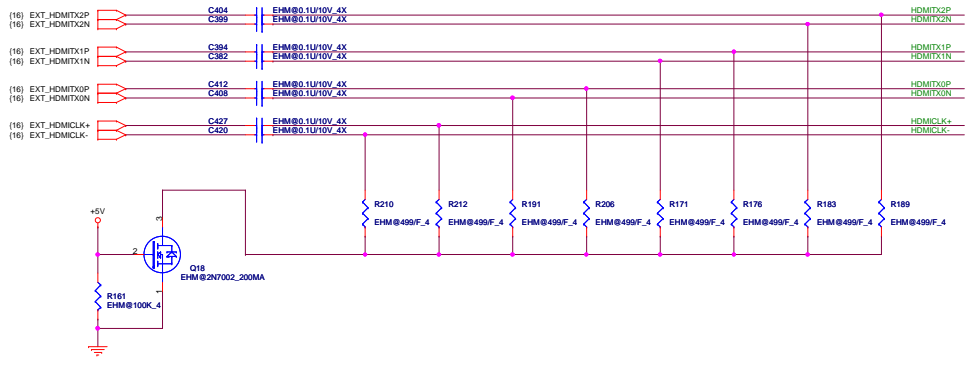 {16} EXT_HDMITX2P C404 EHM@0.1U/10V_4X HDMITX2P
{16} EXT_HDMITX2N C399 EHM@0.1U/10V_4X HDMITX2N
{16} EXT_HDMITX1P C394 EHM@0.1U/10V_4X HDMITX1P
{16} EXT_HDMITX1N C382 EHM@0.1U/10V_4X HDMITX1N
{16} EXT_HDMITX0P C412 EHM@0.1U/10V_4X HDMITX0P
{16} EXT_HDMITX0N C408 EHM@0.1U/10V_4X HDMITX0N
{16} EXT_HDMICLK+ C427 EHM@0.1U/10V_4X HDMICLK+
{16} EXT_HDMICLK- C420 EHM@0.1U/10V_4X HDMICLK-
R210 R212 R191 R206 R171 R176 R183 R189
EHM@499/F_4 EHM@499/F_4 EHM@499/F_4 EHM@499/F_4 EHM@499/F_4 EHM@499/F_4 EHM@499/F_4 EHM@499/F_4
+5V
3
2
Q18
EHM@2N7002_200MA
1
R161
EHM@100K_4